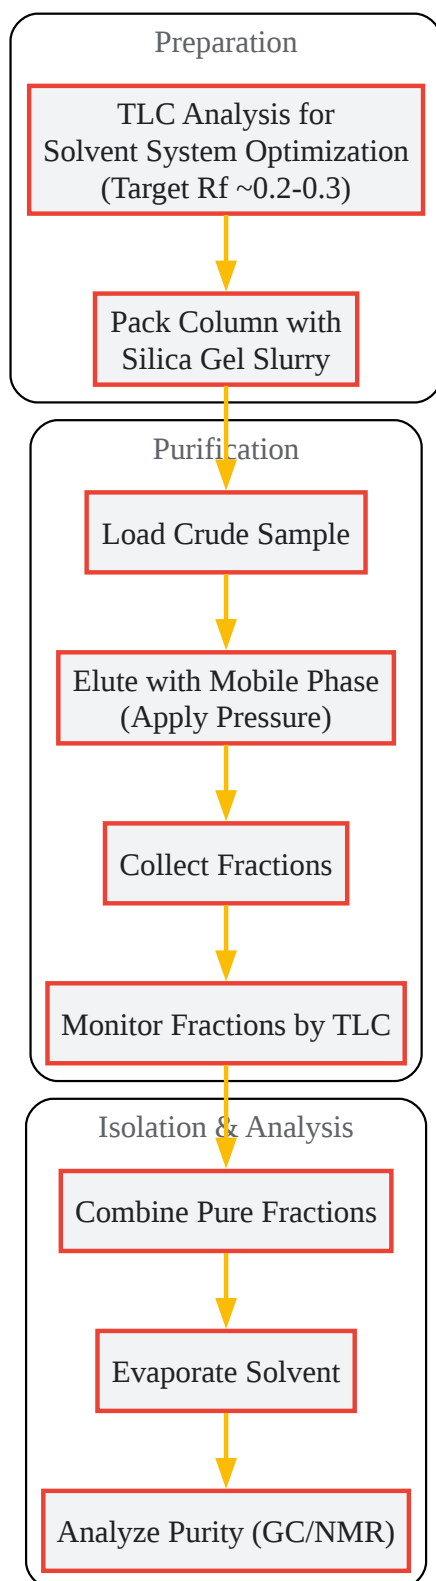 Preparation
TLC Analysis for
Solvent System Optimization
(Target Rf ~0.2-0.3)
Pack Column with
Silica Gel Slurry
Purification
Load Crude Sample
Elute with Mobile Phase
(Apply Pressure)
Collect Fractions
Monitor Fractions by TLC
Isolation & Analysis
Combine Pure Fractions
Evaporate Solvent
Analyze Purity (GC/NMR)